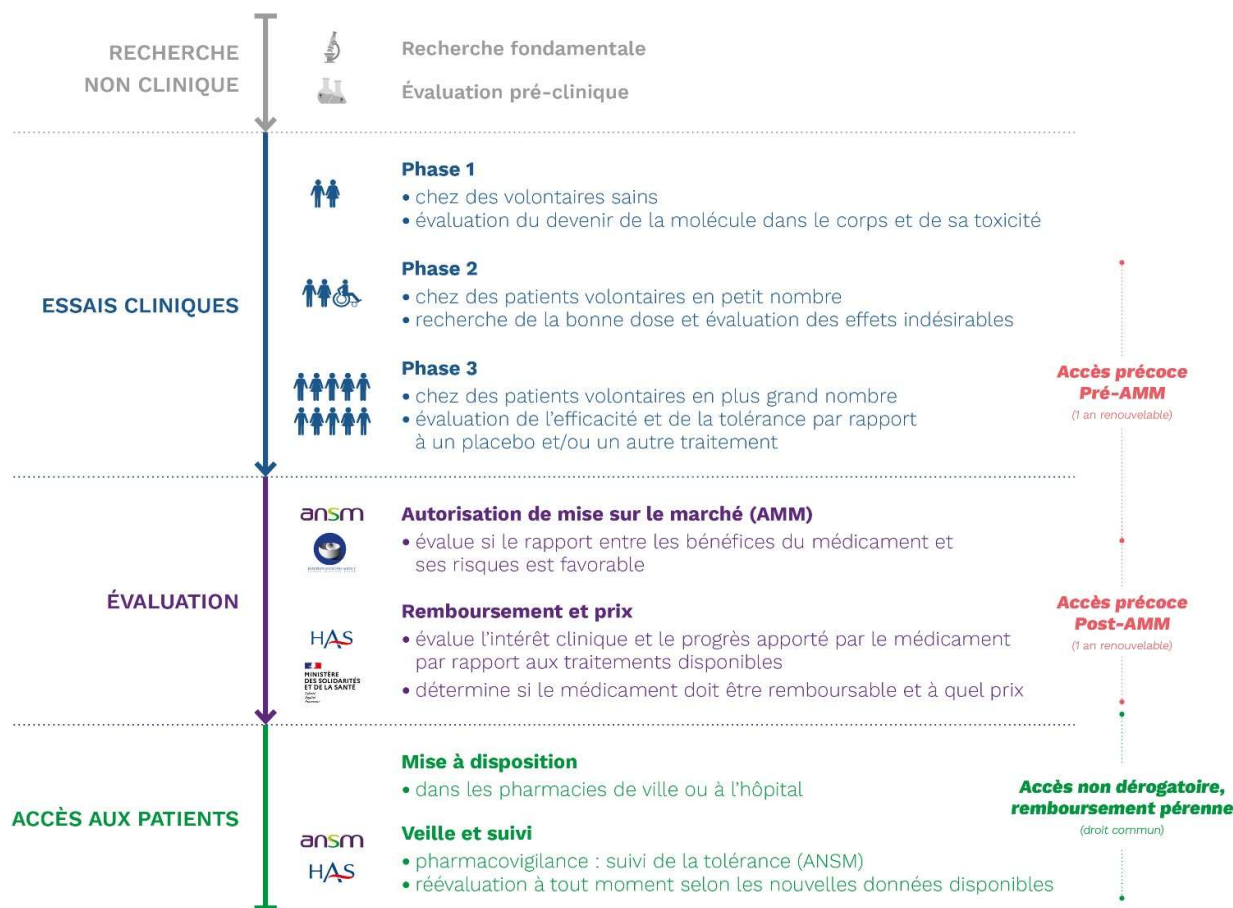 RECHERCHE
NON CLINIQUE
Recherche fondamentale
Évaluation pré-clinique
ESSAIS CLINIQUES
Phase 1
• chez des volontaires sains
• évaluation du devenir de la molécule dans le corps et de sa toxicité
Phase 2
• chez des patients volontaires en petit nombre
• recherche de la bonne dose et évaluation des effets indésirables
Phase 3
• chez des patients volontaires en plus grand nombre
• évaluation de l'efficacité et de la tolérance par rapport
à un placebo et/ou un autre traitement
Accès précoce
Pré-AMM
(1 an renouvelable)
ÉVALUATION
ansm
Autorisation de mise sur le marché (AMM)
• évalue si le rapport entre les bénéfices du médicament et
ses risques est favorable
HAS
MINISTÈRE
DES SOLIDARITÉS
ET DE LA SANTÉ
Remboursement et prix
• évalue l'intérêt clinique et le progrès apporté par le médicament
par rapport aux traitements disponibles
• détermine si le médicament doit être remboursable et à quel prix
Accès précoce
Post-AMM
(1 an renouvelable)
ACCÈS AUX PATIENTS
Mise à disposition
• dans les pharmacies de ville ou à l'hôpital
ansm
HAS
Veille et suivi
• pharmacovigilance : suivi de la tolérance (ANSM)
• réévaluation à tout moment selon les nouvelles données disponibles
Accès non dérogatoire,
remboursement pérenne
(droit commun)